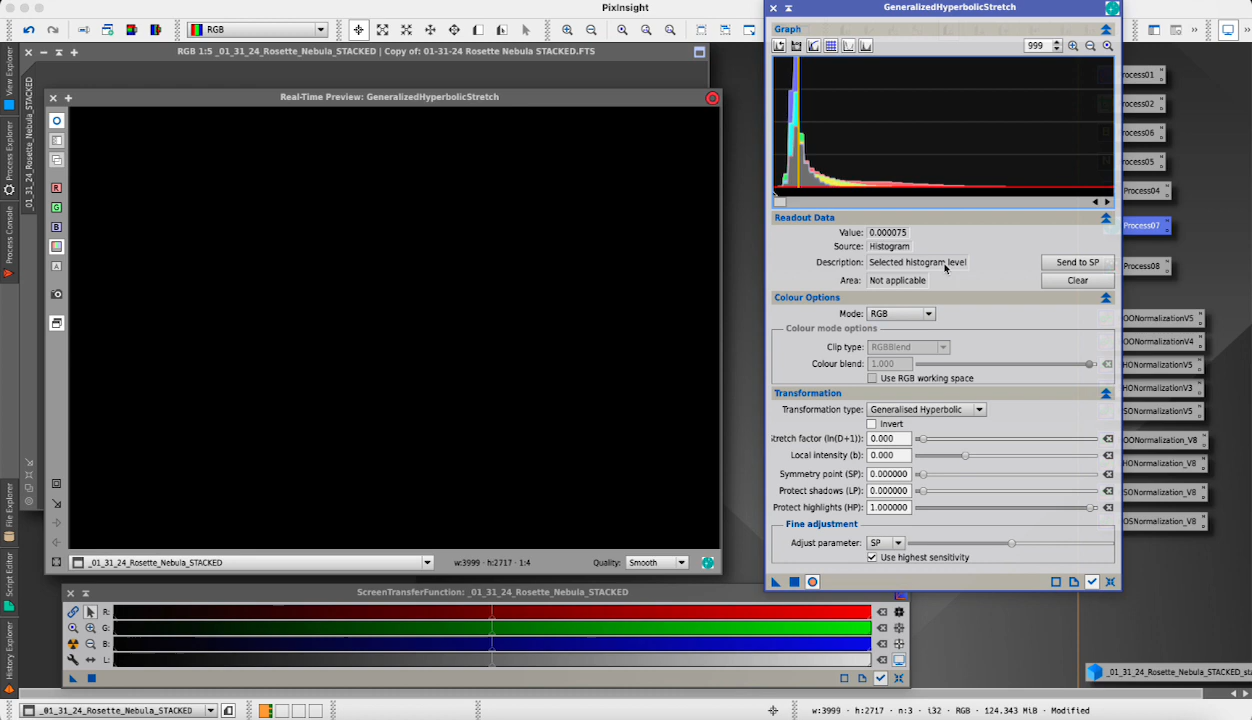 PixInsight
RGB
RGB 1:5 _01_31_24_Rosette_Nebula_STACKED | Copy of: 01-31-24 Rosette Nebula STACKED.FTS
Real-Time Preview: GeneralizedHyperbolicStretch
View Explorer
Process Explorer
Process Console
File Explorer
Script Editor
History Explorer
_01_31_24_Rosette_Nebula_STACKED
R
G
B
A
_01_31_24_Rosette_Nebula_STACKED
w:3999 · h:2717 · 1:4
Quality: Smooth
ScreenTransferFunction: _01_31_24_Rosette_Nebula_STACKED
R:
G:
B:
L:
GeneralizedHyperbolicStretch
Graph
999
Readout Data
Value: 0.000075
Source: Histogram
Description: Selected histogram level
Send to SP
Area: Not applicable
Clear
Colour Options
Mode: RGB
Colour mode options
Clip type: RGBBlend
Colour blend: 1.000
Use RGB working space
Transformation
Transformation type: Generalised Hyperbolic
Invert
Stretch factor (ln(D+1)): 0.000
Local intensity (b): 0.000
Symmetry point (SP): 0.000000
Protect shadows (LP): 0.000000
Protect highlights (HP): 1.000000
Fine adjustment
Adjust parameter: SP
Use highest sensitivity
rocess01
rocess02
rocess06
rocess05
Process04
Process07
Process08
OONormalizationV5
OONormalizationV4
HONormalizationV5
HONormalizationV3
SONormalizationV5
OONormalization_V8
HONormalization_V8
SONormalization_V8
OSNormalization_V8
_01_31_24_Rosette_Nebula_STACKED_st
_01_31_24_Rosette_Nebula_STACKED
w:3999 · h:2717 · n:3 · i32 · RGB · 124.343 MiB · Modified